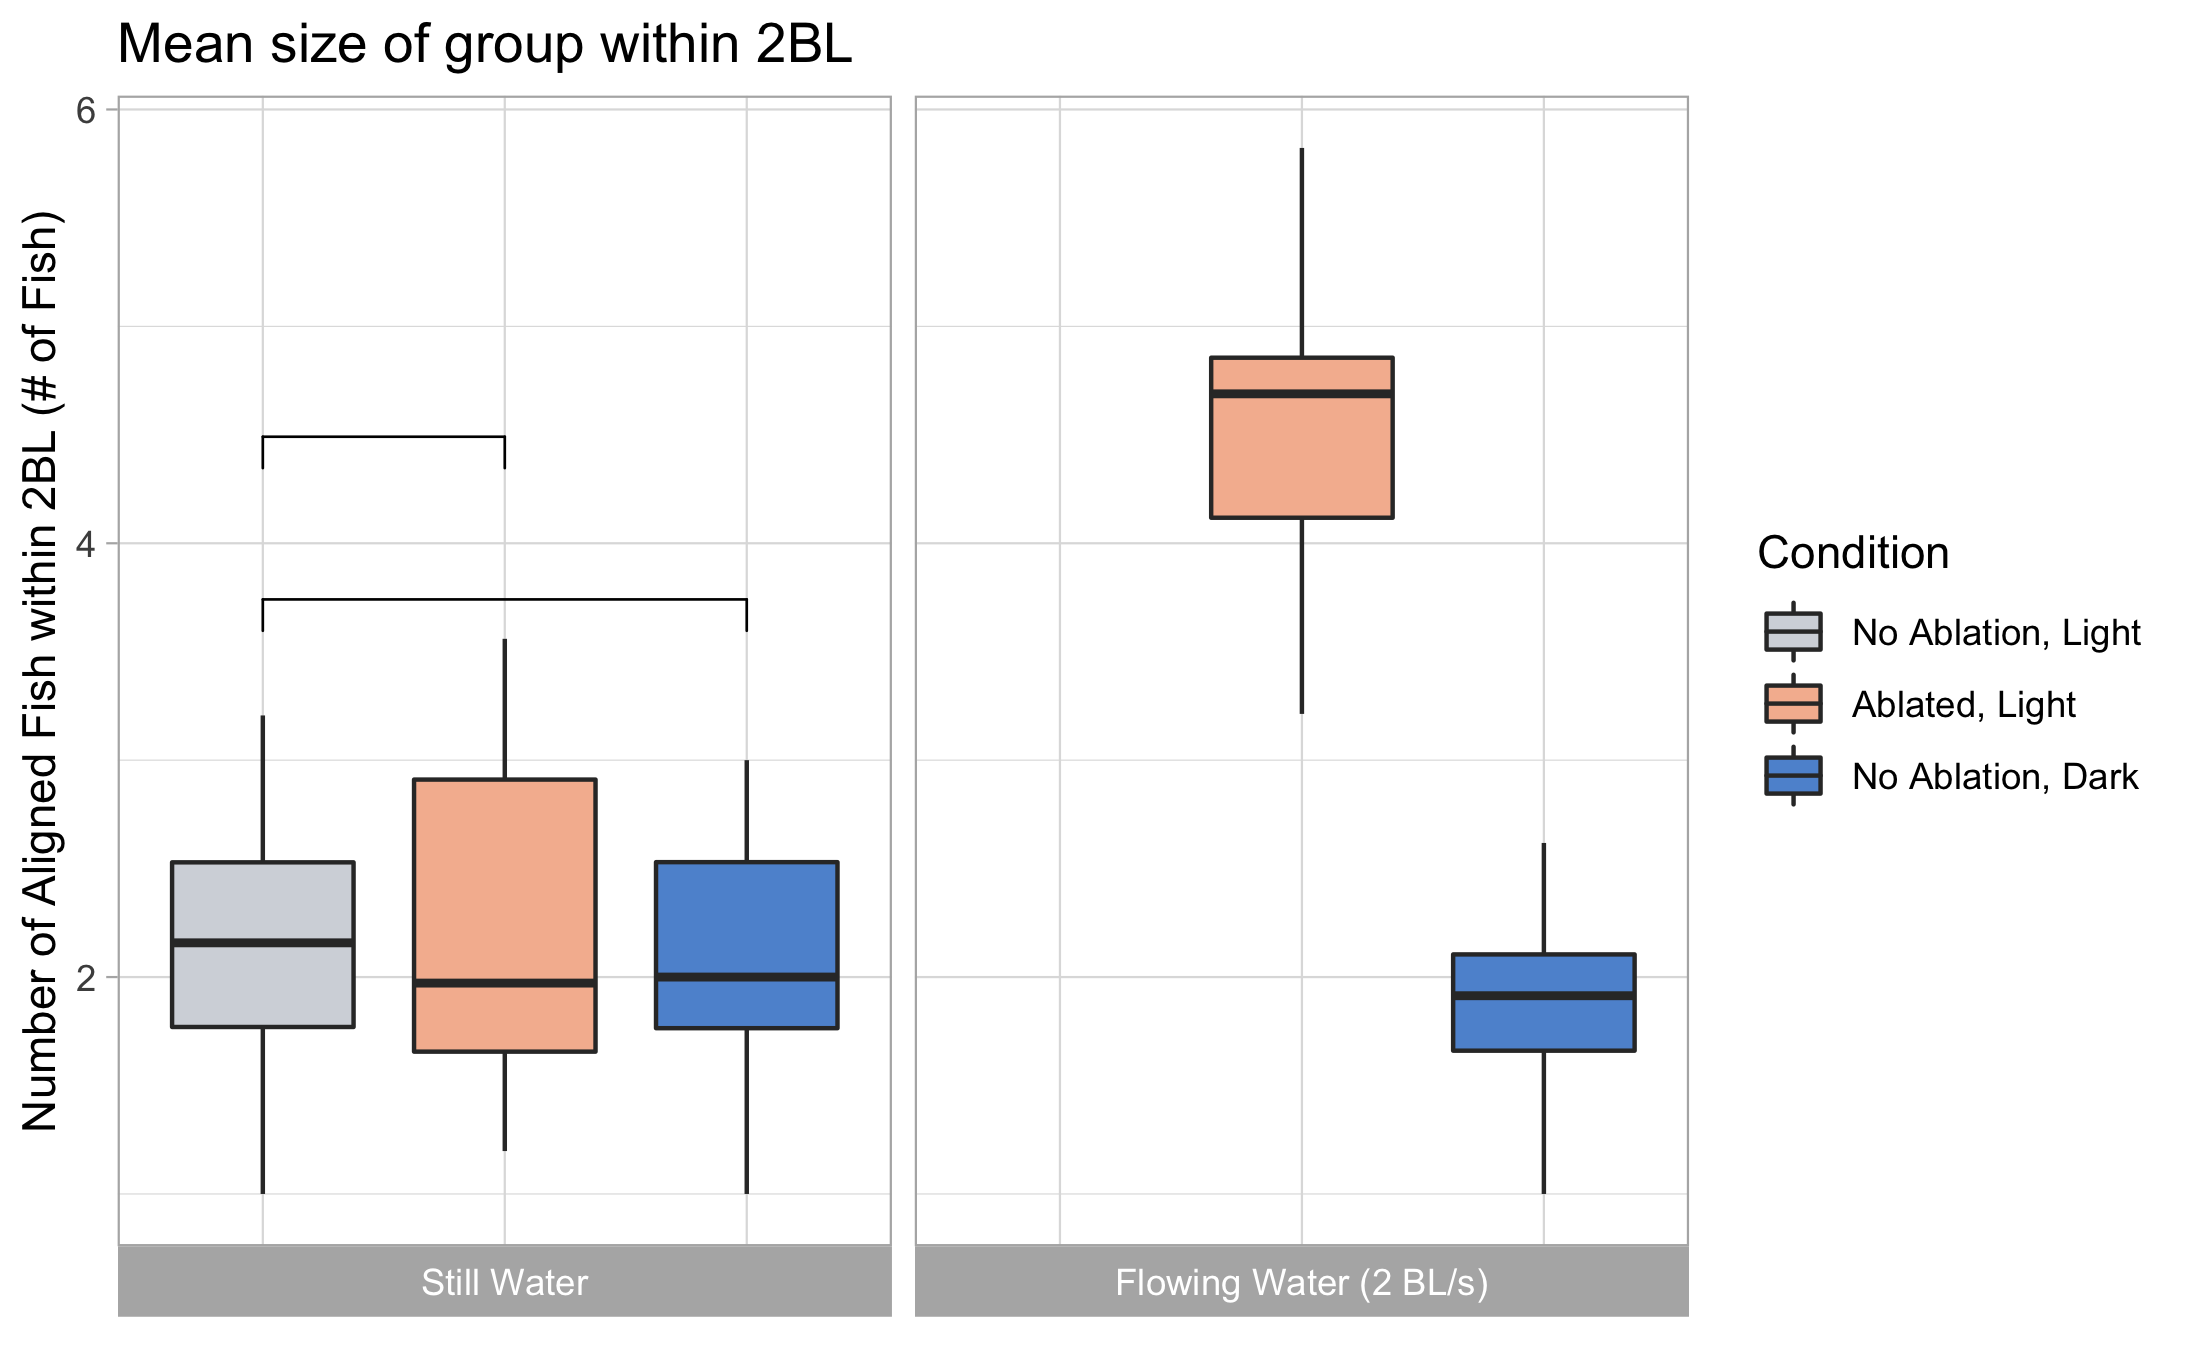 Mean size of group within 2BL
Number of Aligned Fish within 2BL (# of Fish)
6
4
2
Still Water
Flowing Water (2 BL/s)
Condition
No Ablation, Light
Ablated, Light
No Ablation, Dark